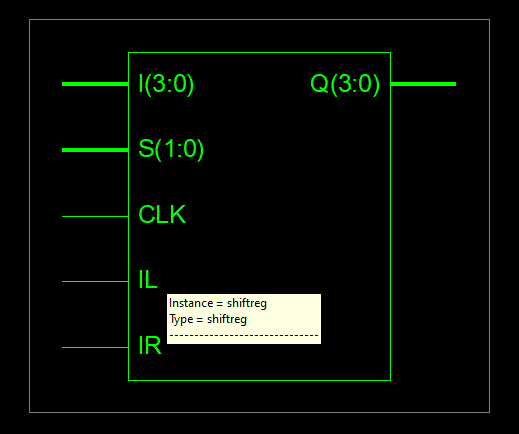 I(3:0)
Q(3:0)
S(1:0)
CLK
IL
Instance = shiftreg
Type = shiftreg
------------------------------
IR